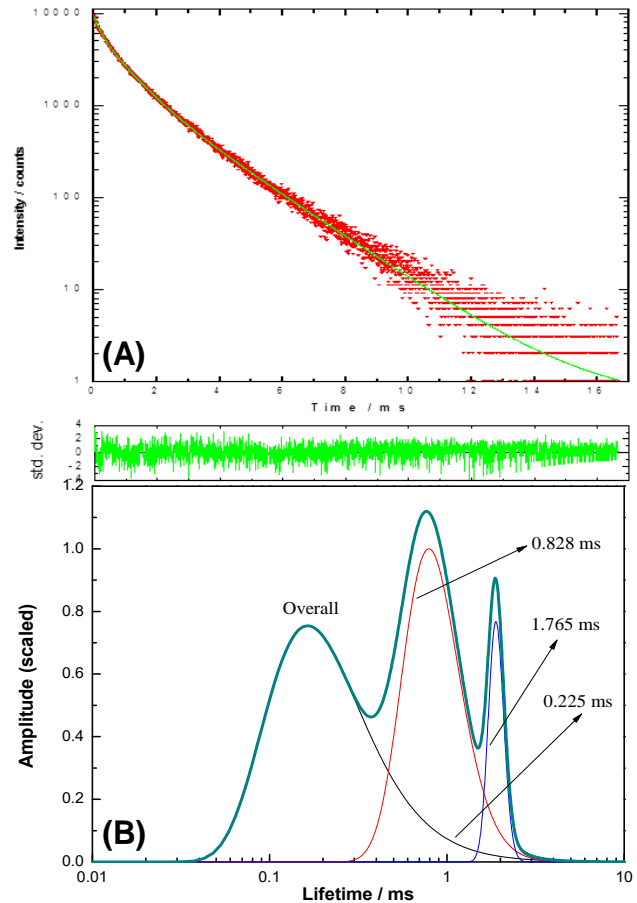 10000
1000
100
10
1
Intensity / counts
(A)
0 2 4 6 8 10 12 14 16
Time / ms
std. dev.
4
2
0
-2
-4
1.2
1.0
0.8
0.6
0.4
0.2
0.0
Amplitude (scaled)
0.828 ms
Overall
1.765 ms
0.225 ms
(B)
0.01 0.1 1 10
Lifetime / ms